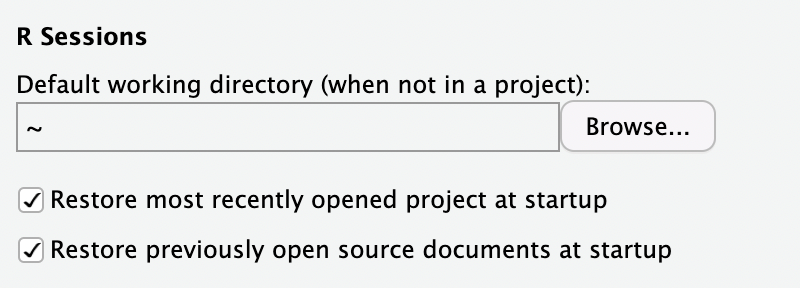 R Sessions
Default working directory (when not in a project):
~
Browse...
Restore most recently opened project at startup
Restore previously open source documents at startup